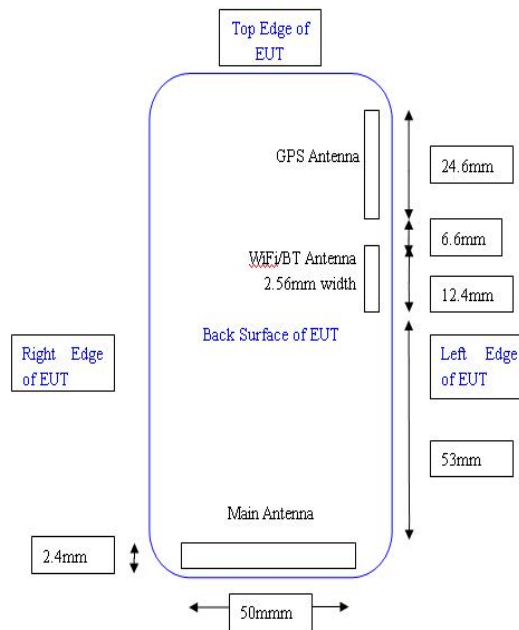 Top Edge of
EUT
GPS Antenna
24.6mm
6.6mm
WiFi/BT Antenna
2.56mm width
12.4mm
Back Surface of EUT
Right Edge
of EUT
Left Edge
of EUT
53mm
Main Antenna
2.4mm
50mmm